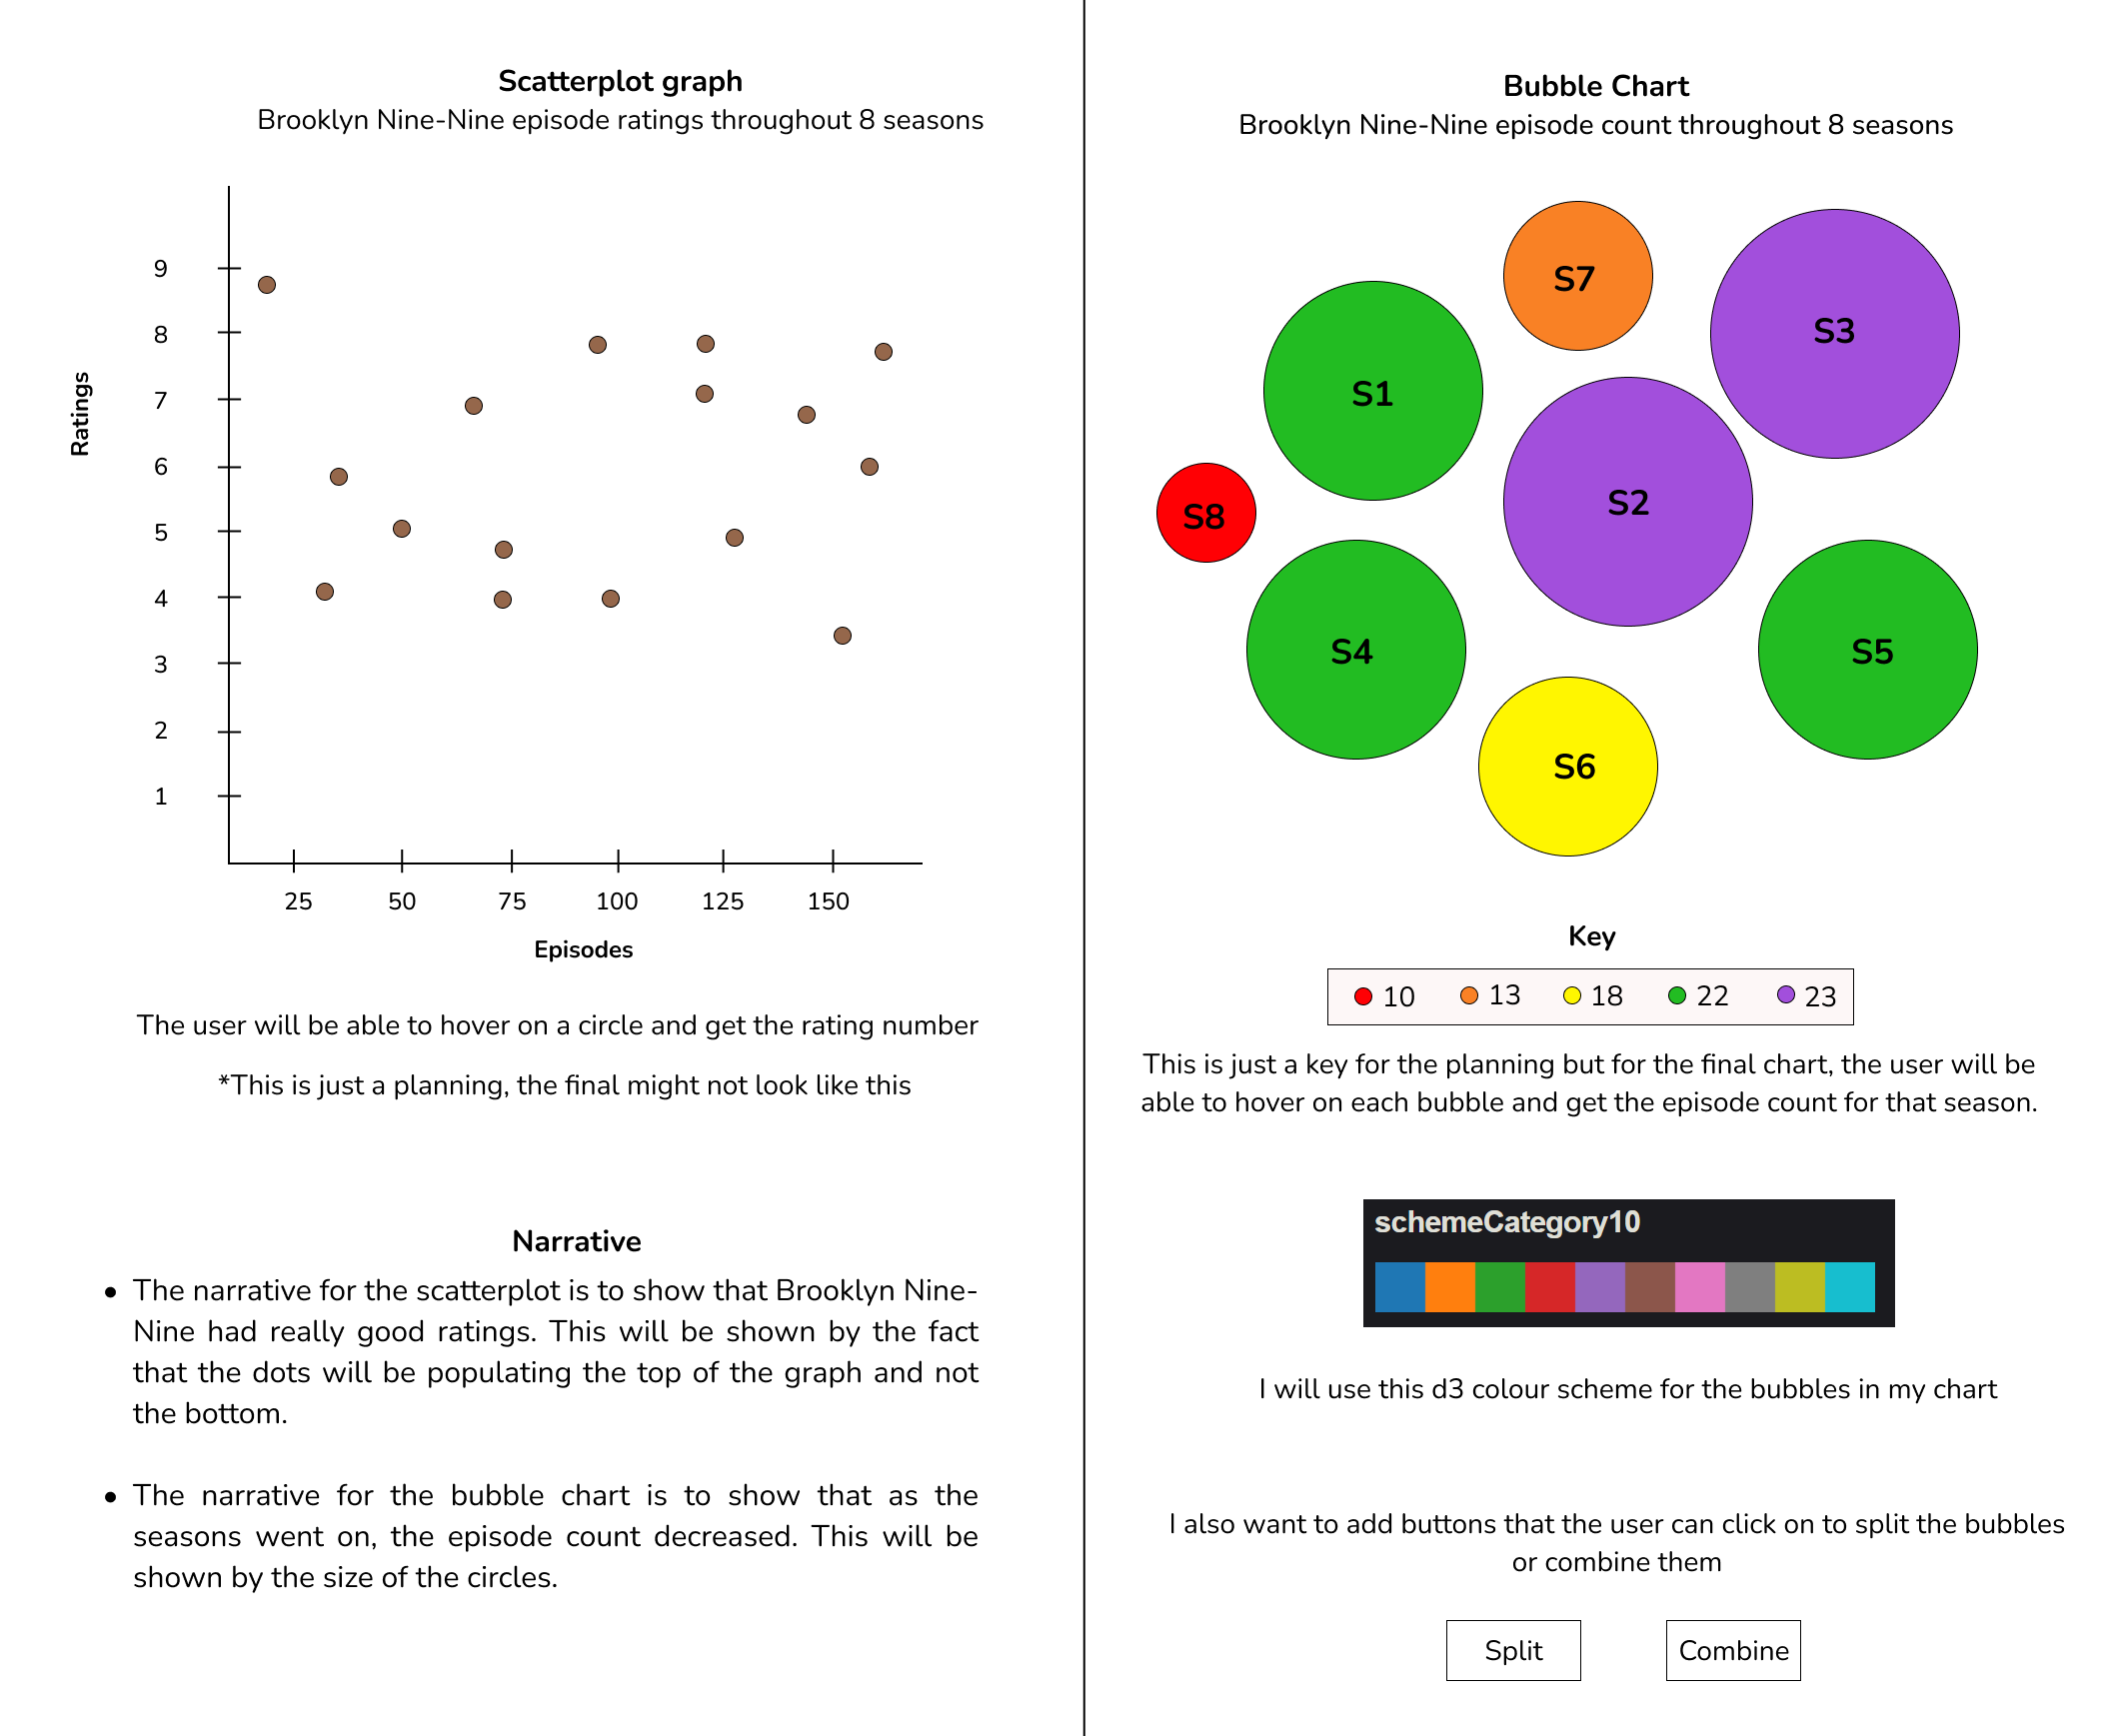 Scatterplot graph
Brooklyn Nine-Nine episode ratings throughout 8 seasons
9
8
7
6
5
4
3
2
1
Ratings
25 50 75 100 125 150
Episodes
The user will be able to hover on a circle and get the rating number
*This is just a planning, the final might not look like this
Narrative
• The narrative for the scatterplot is to show that Brooklyn Nine-
Nine had really good ratings. This will be shown by the fact
that the dots will be populating the top of the graph and not
the bottom.
• The narrative for the bubble chart is to show that as the
seasons went on, the episode count decreased. This will be
shown by the size of the circles.
Bubble Chart
Brooklyn Nine-Nine episode count throughout 8 seasons
S7
S3
S1
S2
S8
S4
S5
S6
Key
10 13 18 22 23
This is just a key for the planning but for the final chart, the user will be
able to hover on each bubble and get the episode count for that season.
schemeCategory10
I will use this d3 colour scheme for the bubbles in my chart
I also want to add buttons that the user can click on to split the bubbles
or combine them
Split Combine